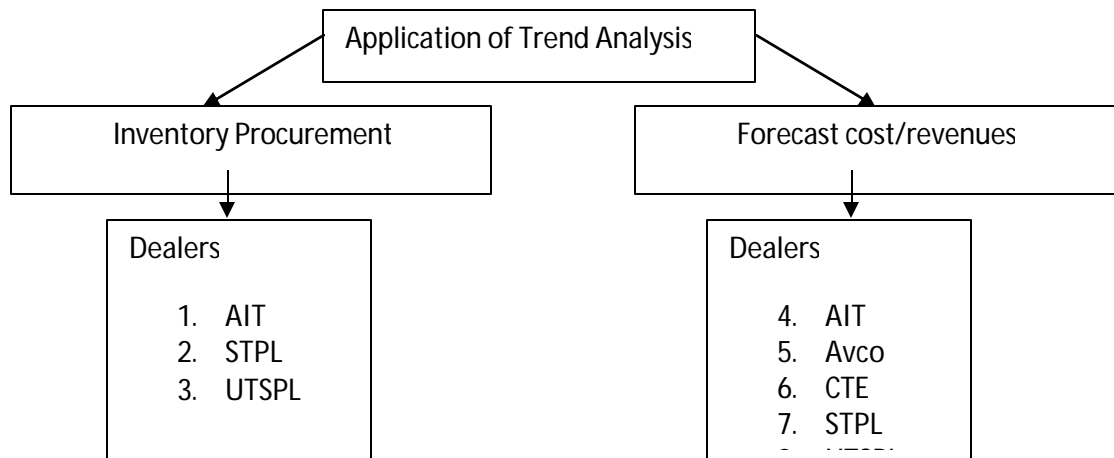 Application of Trend Analysis
Inventory Procurement
Forecast cost/revenues
Dealers
1. AIT
2. STPL
3. UTSPL
Dealers
4. AIT
5. Avco
6. CTE
7. STPL